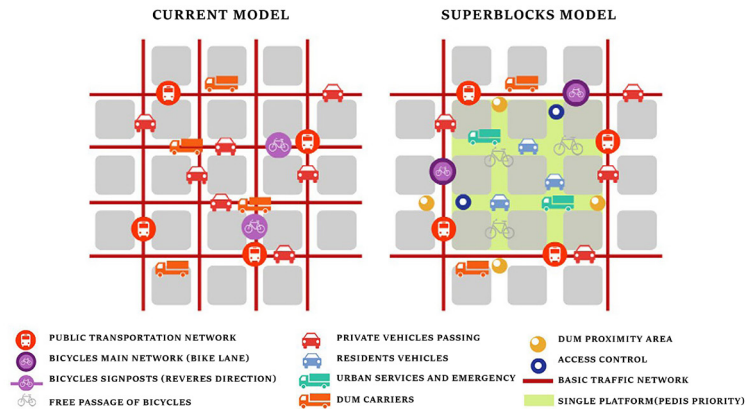 CURRENT MODEL
SUPERBLOCKS MODEL
PUBLIC TRANSPORTATION NETWORK
BICYCLES MAIN NETWORK (BIKE LANE)
BICYCLES SIGNPOSTS (REVERES DIRECTION)
FREE PASSAGE OF BICYCLES
PRIVATE VEHICLES PASSING
RESIDENTS VEHICLES
URBAN SERVICES AND EMERGENCY
DUM CARRIERS
DUM PROXIMITY AREA
ACCESS CONTROL
BASIC TRAFFIC NETWORK
SINGLE PLATFORM(PEDIS PRIORITY)